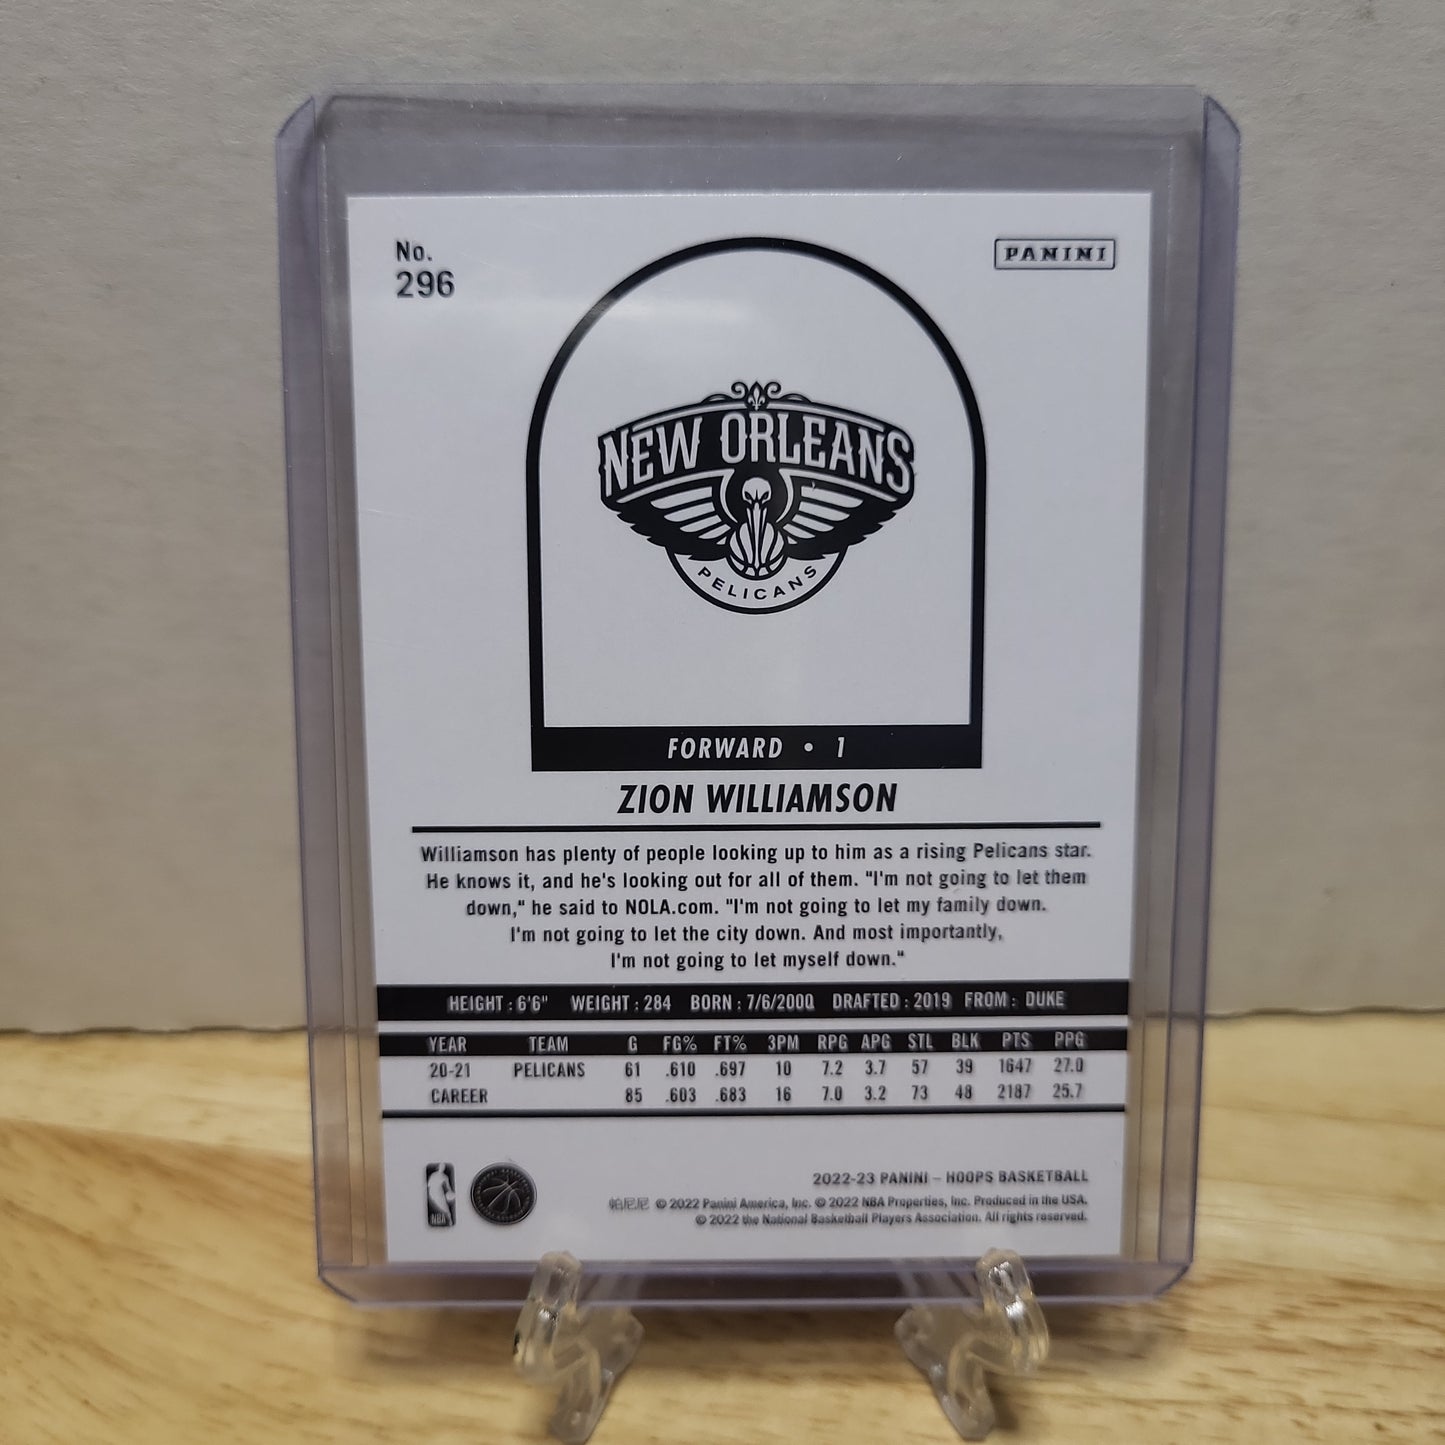 No.
296
PANINI
NEW ORLEANS
PELICANS
FORWARD • 1
ZION WILLIAMSON
Williamson has plenty of people looking up to him as a rising Pelicans star.
He knows it, and he's looking out for all of them. "I'm not going to let them
down," he said to NOLA.com. "I'm not going to let my family down.
I'm not going to let the city down. And most importantly,
I'm not going to let myself down."
HEIGHT : 6'6" WEIGHT : 284 BORN : 7/6/2000 DRAFTED : 2019 FROM : DUKE
YEAR TEAM G FG% FT% 3PM RPG APG STL BLK PTS PPG
20-21 PELICANS 61 .610 .697 10 7.2 3.7 57 39 1647 27.0
CAREER 85 .603 .683 16 7.0 3.2 73 48 2187 25.7
NBA
2022-23 PANINI – HOOPS BASKETBALL
帕尼尼 © 2022 Panini America, Inc. © 2022 NBA Properties, Inc. Produced in the USA.
© 2022 the National Basketball Players Association. All rights reserved.